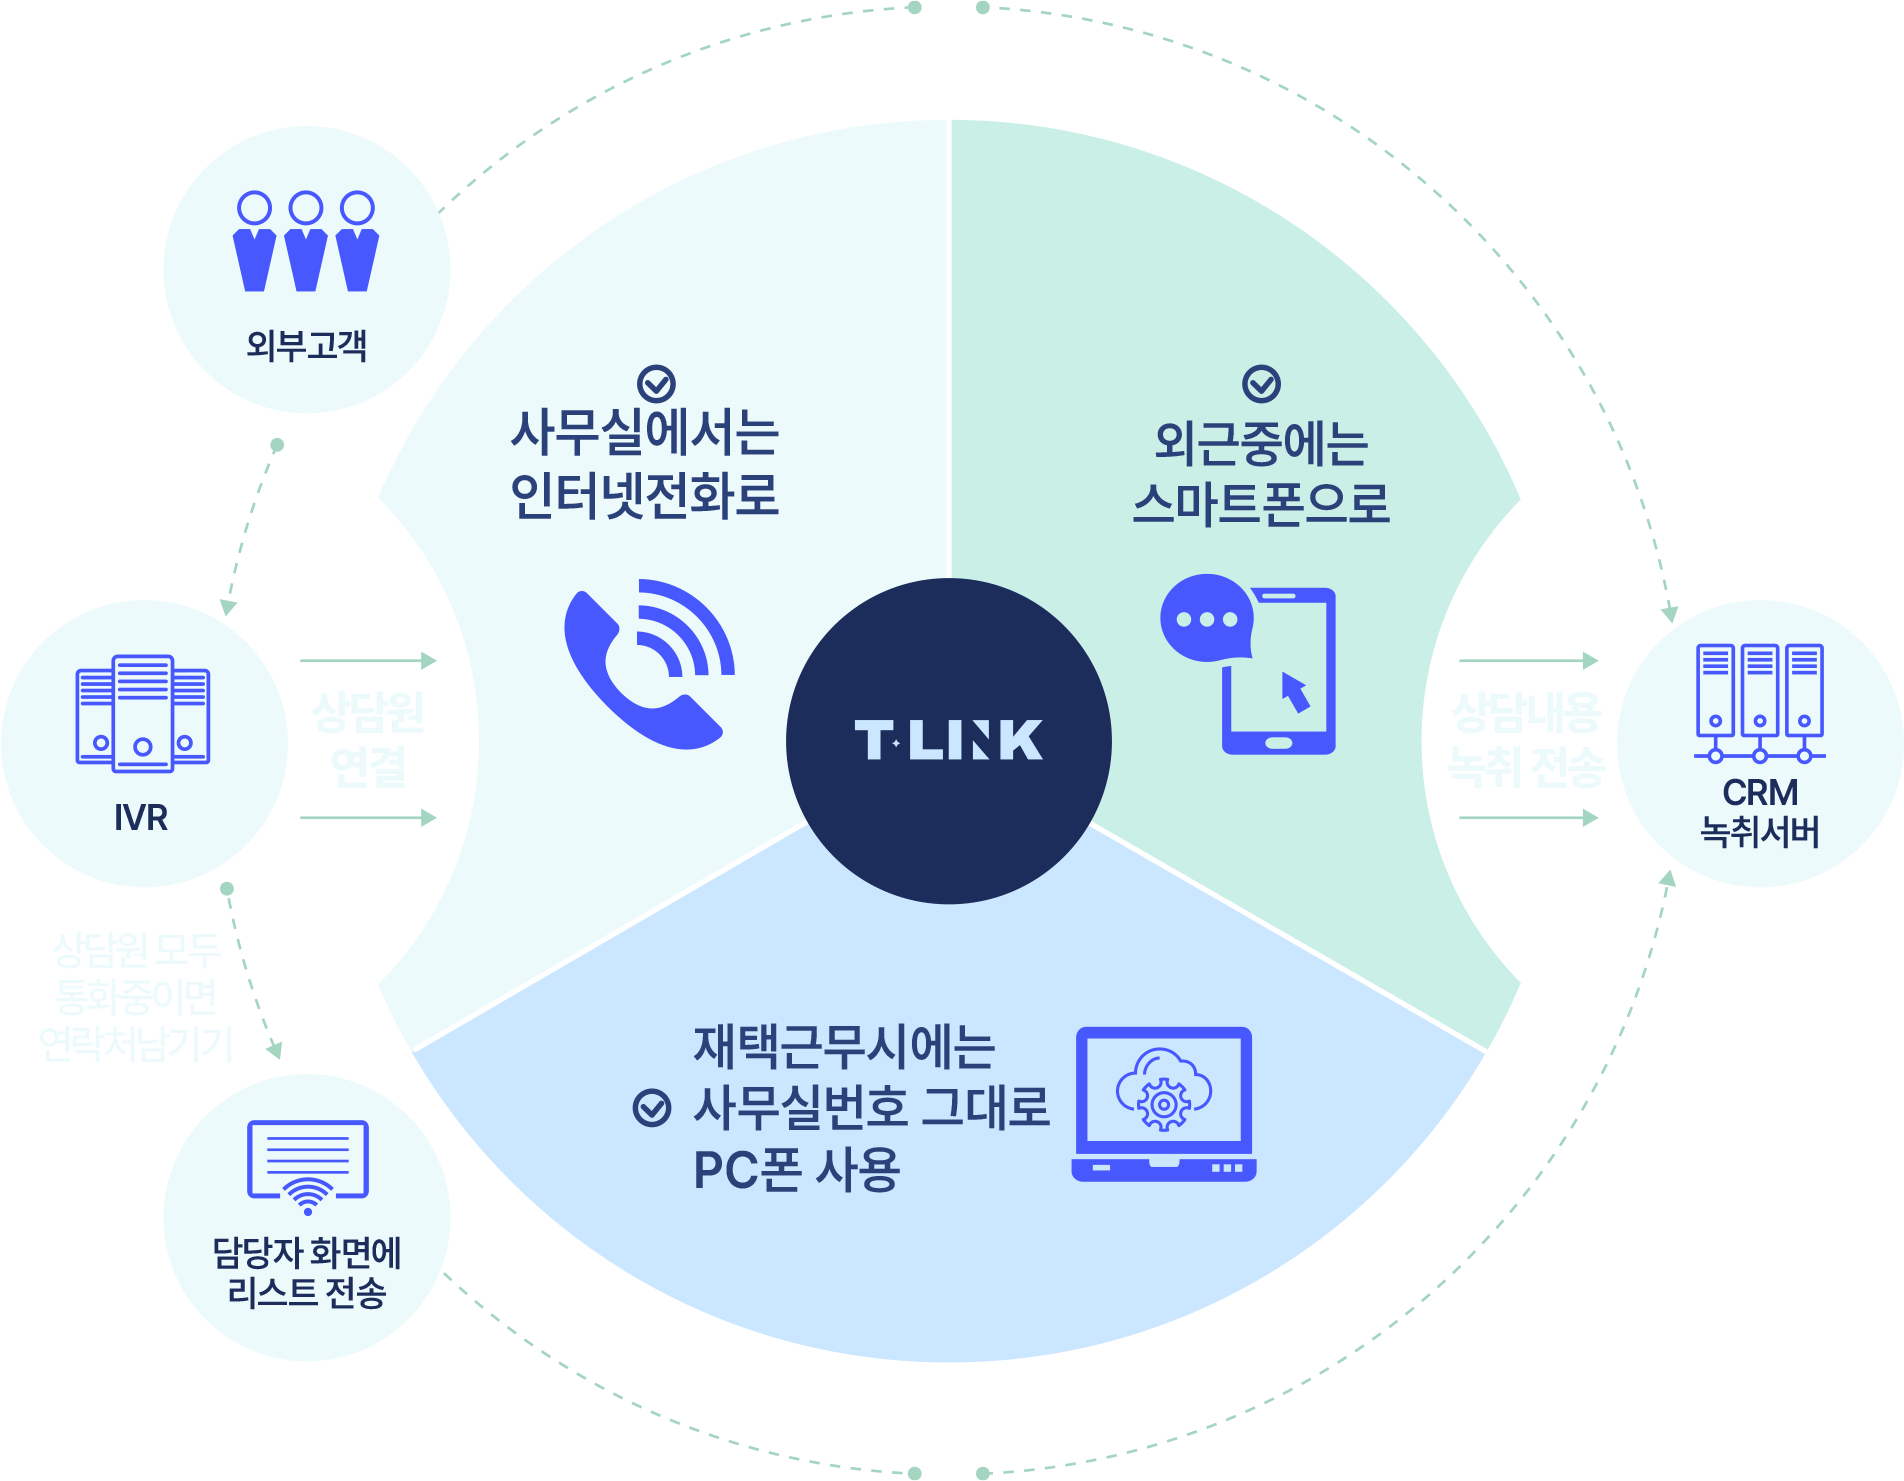 외부고객
사무실에서는
인터넷전화로
외근중에는
스마트폰으로
IVR
상담원
연결
T-LINK
상담내용
녹취 전송
CRM
녹취서버
상담원 모두
통화중이면
연락처남기기
재택근무시에는
사무실번호 그대로
PC폰 사용
담당자 화면에
리스트 전송